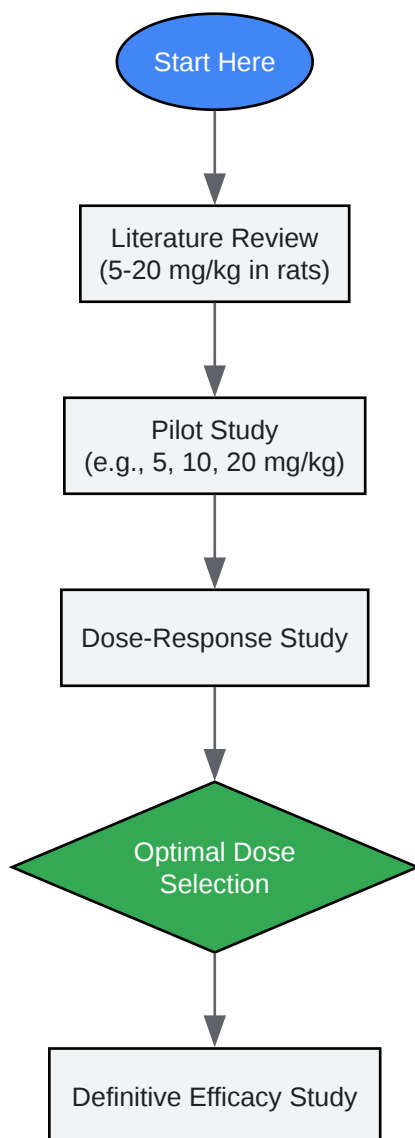 Start Here
Literature Review
(5-20 mg/kg in rats)
Pilot Study
(e.g., 5, 10, 20 mg/kg)
Dose-Response Study
Optimal Dose
Selection
Definitive Efficacy Study